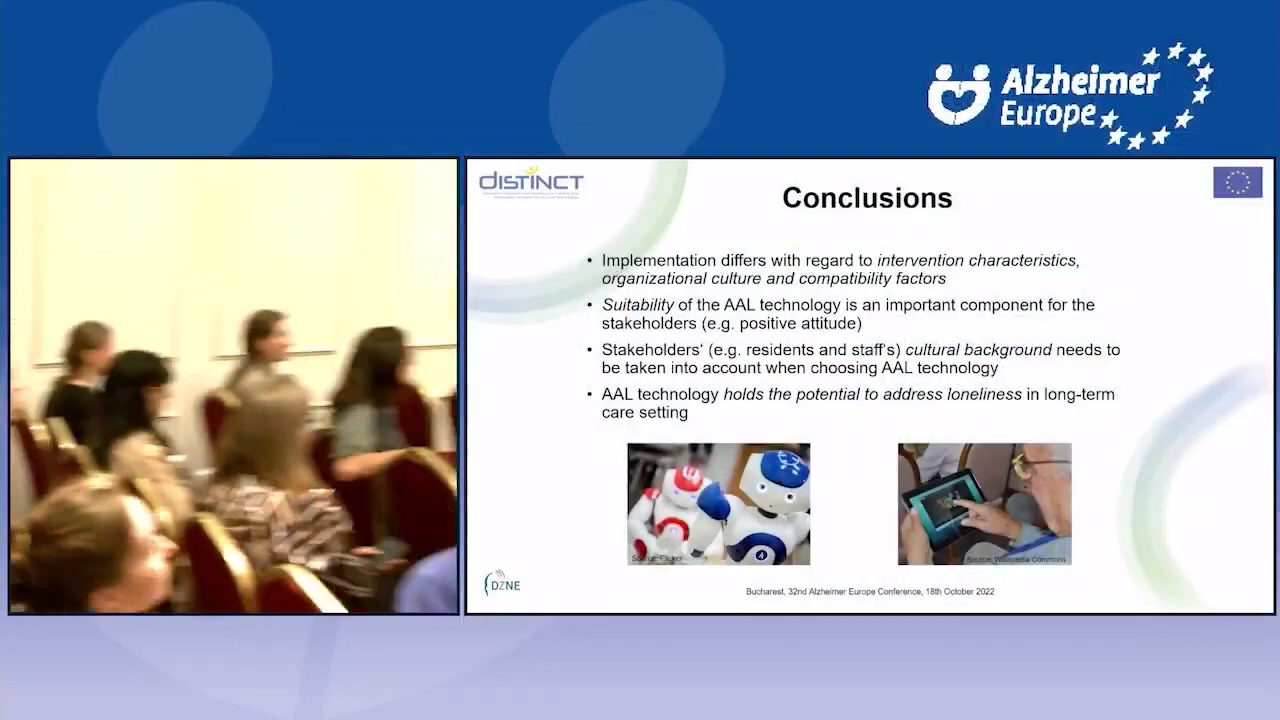 Alzheimer
Europe
DISTINCT
Conclusions
• Implementation differs with regard to intervention characteristics,
organizational culture and compatibility factors
• Suitability of the AAL technology is an important component for the
stakeholders (e.g. positive attitude)
• Stakeholders‘ (e.g. residents and staff‘s) cultural background needs to
be taken into account when choosing AAL technology
• AAL technology holds the potential to address loneliness in long-term
care setting
Source: Flicker
Source: Wikimedia Commons
DZNE
Bucharest, 32nd Alzheimer Europe Conference, 18th October 2022